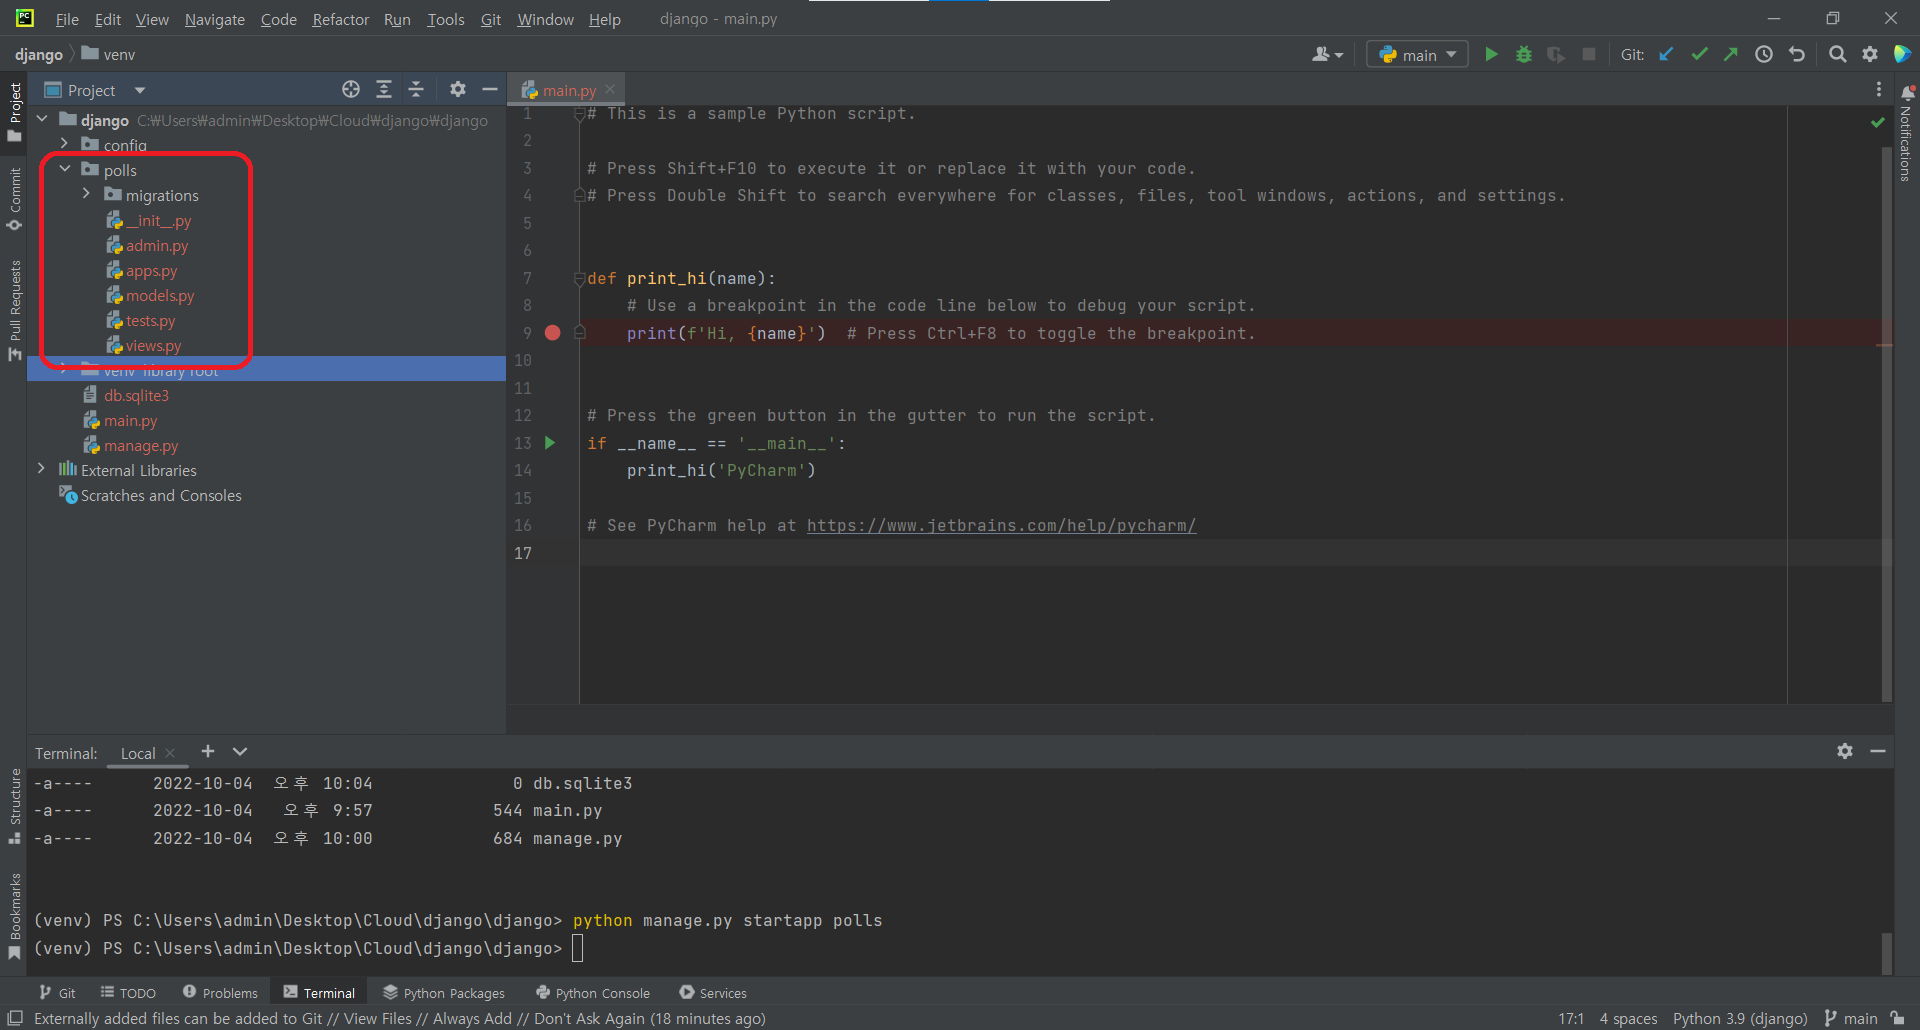 PC File Edit View Navigate Code Refactor Run Tools Git Window Help django - main.py
django venv main Git:
Project
Project
main.py
django C:₩Users₩admin₩Desktop₩Cloud₩django₩django
config
polls
migrations
__init__.py
admin.py
apps.py
models.py
tests.py
views.py
venv library root
db.sqlite3
main.py
manage.py
External Libraries
Scratches and Consoles
Commit
Pull Requests
Structure
Bookmarks
Notifications
1 # This is a sample Python script.
2
3 # Press Shift+F10 to execute it or replace it with your code.
4 # Press Double Shift to search everywhere for classes, files, tool windows, actions, and settings.
5
6
7 def print_hi(name):
8 # Use a breakpoint in the code line below to debug your script.
9 print(f'Hi, {name}') # Press Ctrl+F8 to toggle the breakpoint.
10
11
12 # Press the green button in the gutter to run the script.
13 if __name__ == '__main__':
14 print_hi('PyCharm')
15
16 # See PyCharm help at https://www.jetbrains.com/help/pycharm/
17
Terminal: Local
-a---- 2022-10-04 오후 10:04 0 db.sqlite3
-a---- 2022-10-04 오후 9:57 544 main.py
-a---- 2022-10-04 오후 10:00 684 manage.py
(venv) PS C:\Users\admin\Desktop\Cloud\django\django> python manage.py startapp polls
(venv) PS C:\Users\admin\Desktop\Cloud\django\django>
Git TODO Problems Terminal Python Packages Python Console Services
Externally added files can be added to Git // View Files // Always Add // Don't Ask Again (18 minutes ago) 17:1 4 spaces Python 3.9 (django) main